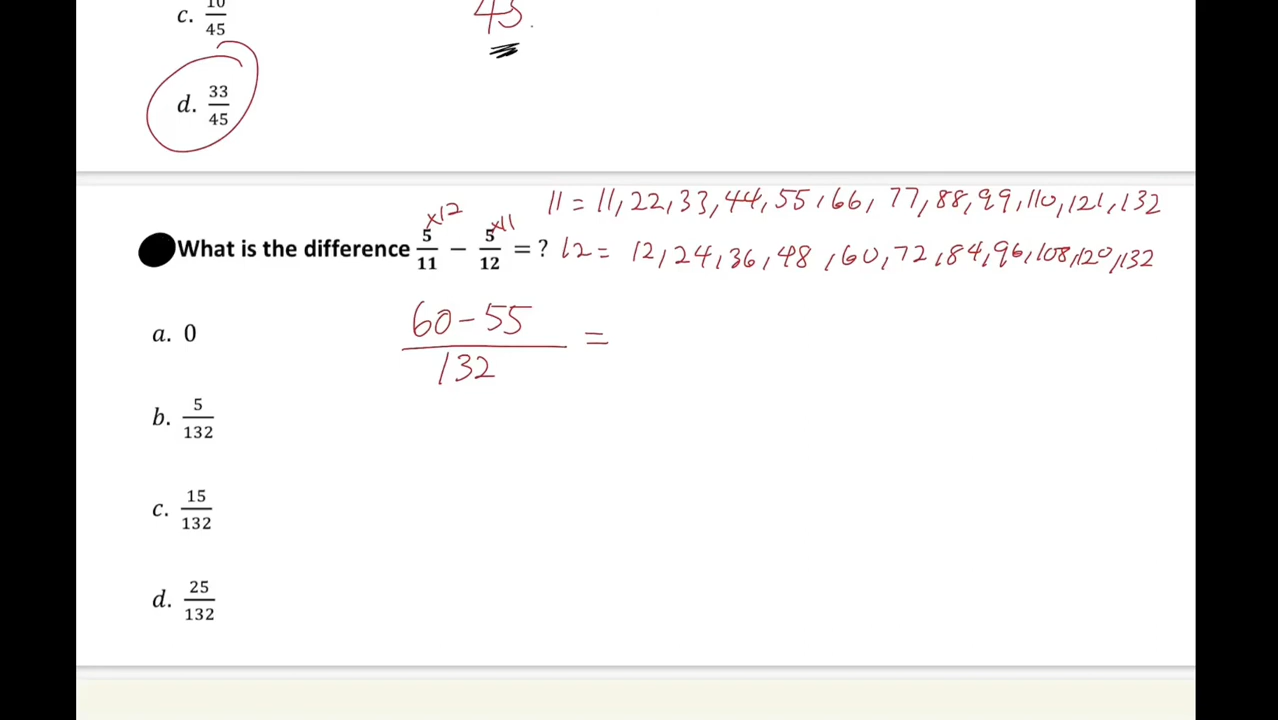 c. 10/45
45.
d. 33/45
11 = 11, 22, 33, 44, 55, 66, 77, 88, 99, 110, 121, 132
×12 ×11
What is the difference 5/11 − 5/12 = ? 12 = 12, 24, 36, 48, 60, 72, 84, 96, 108, 120, 132
a. 0
60 − 55 / 132 =
b. 5/132
c. 15/132
d. 25/132